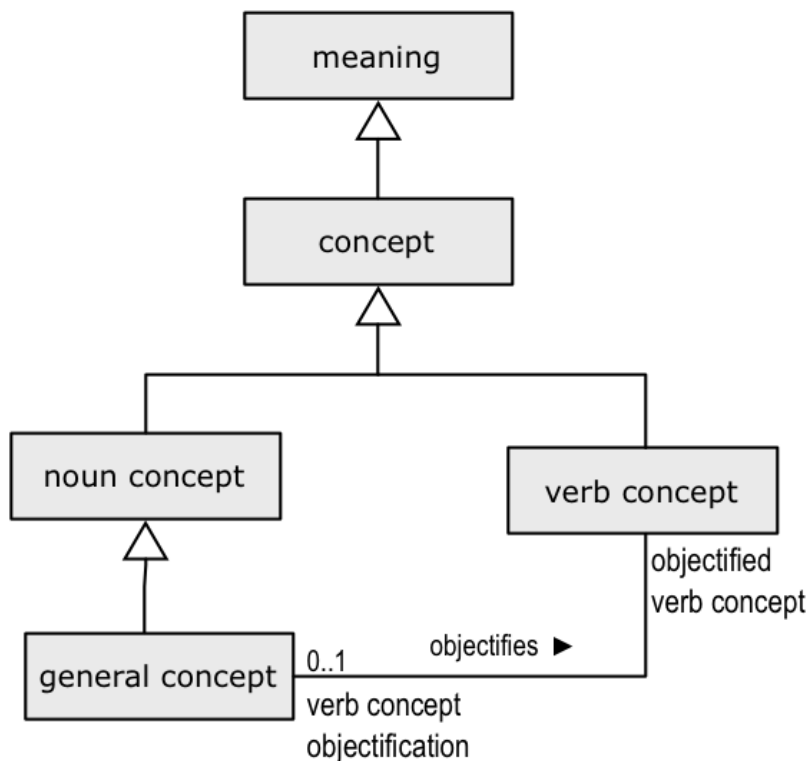 meaning
concept
noun concept
verb concept
objectified
verb concept
general concept
0..1
objectifies ►
verb concept
objectification